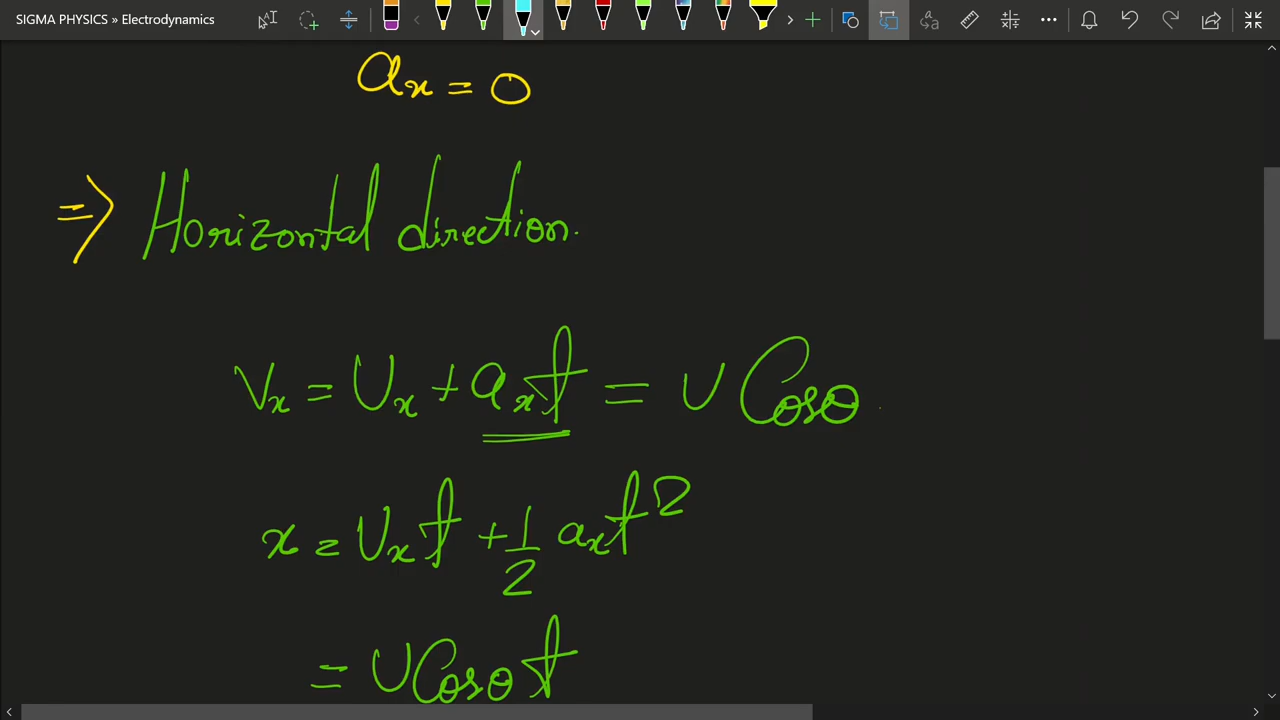 SIGMA PHYSICS » Electrodynamics
aₓ = 0
⇒ Horizontal direction.
Vₓ = Uₓ + aₓt = U Cosθ
x = Uₓt + 1/2 aₓt²
= U Cosθ t